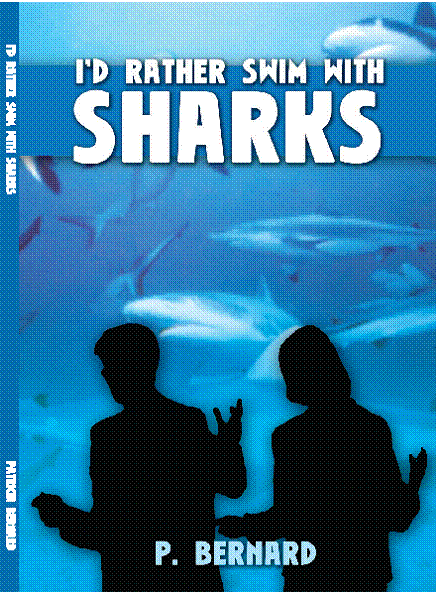 I'D RATHER SWIM WITH
SHARKS
P. BERNARD
I'D RATHER SWIM WITH SHARKS
PATRICK BERNARD